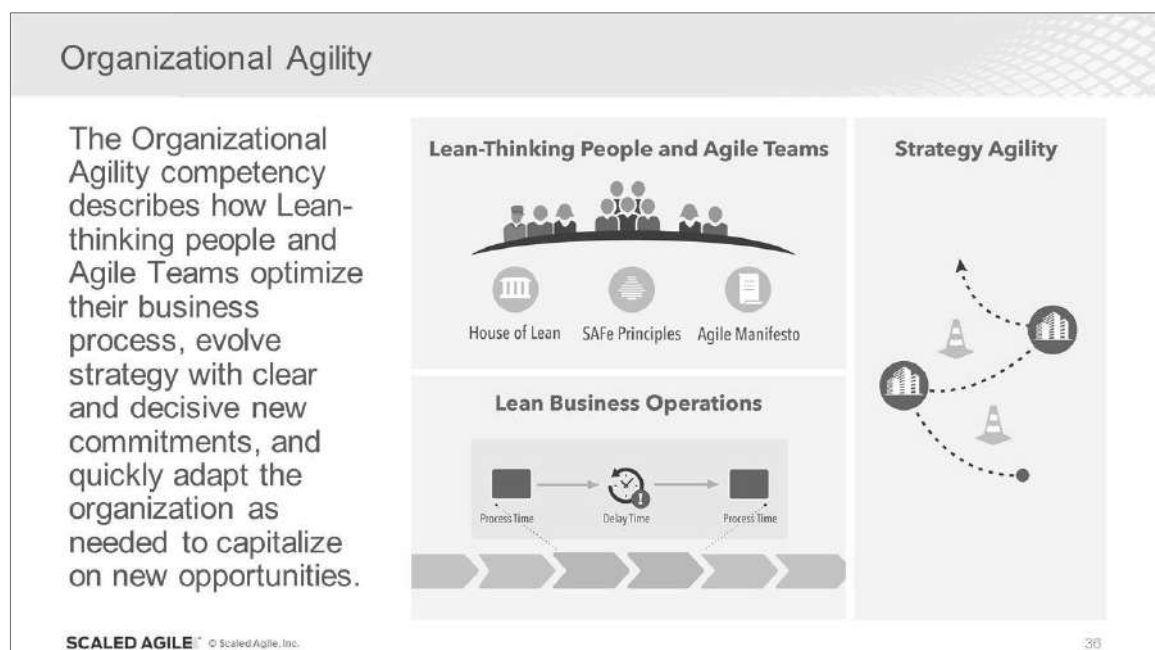 Organizational Agility
The Organizational
Agility competency
describes how Lean-
thinking people and
Agile Teams optimize
their business
process, evolve
strategy with clear
and decisive new
commitments, and
quickly adapt the
organization as
needed to capitalize
on new opportunities.
Lean-Thinking People and Agile Teams
House of Lean
SAFe Principles
Agile Manifesto
Lean Business Operations
Process Time
Delay Time
Process Time
Strategy Agility
SCALED AGILE © Scaled Agile, Inc.
36